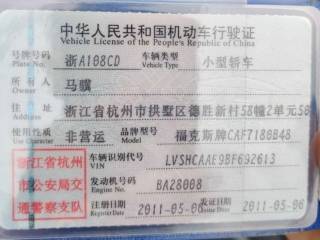 中华人民共和国机动车行驶证
Vehicle License of the People's Republic of China
号牌号码 浙A108CD 车辆类型 小型轿车
Plate No. Vehicle Type
所有人 马骥
Owner
住址 浙江省杭州市拱墅区德胜新村58幢2单元50
Address
使用性质 非营运 品牌型号 福克斯牌CAF7180B48
Use Character Model
浙江省杭州市公安局交通警察支队
车辆识别代号 LVSHCAAE9BF692613
VIN
发动机号码 BA28008
Engine No.
注册日期 2011-05-06 发证日期 2011-05-06
Register Date Issue Date